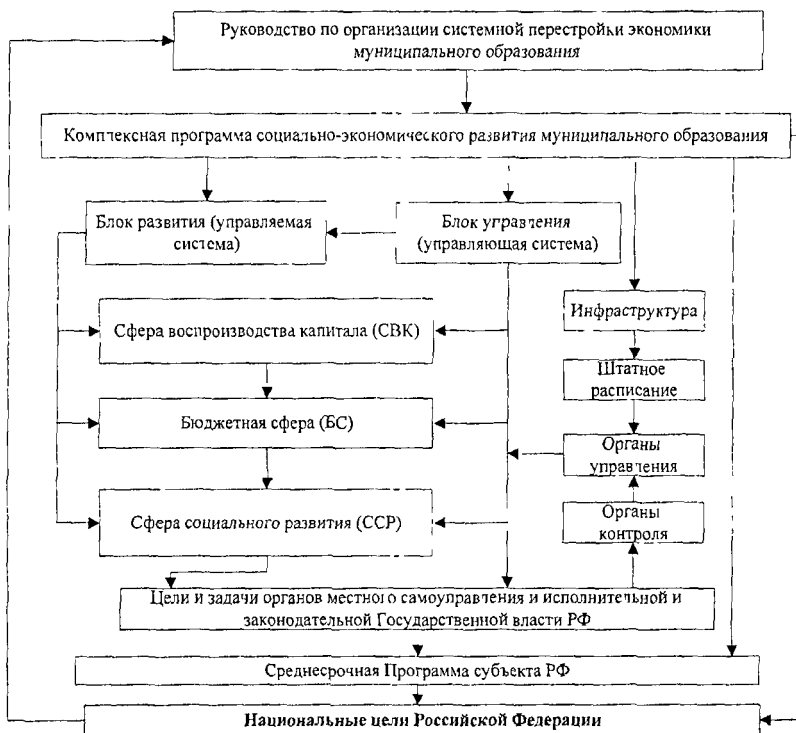 Руководство по организации системной перестройки экономики
муниципального образования
Комплексная программа социально-экономического развития муниципального образования
Блок развития (управляемая
система)
Блок управления
(управляющая система)
Инфраструктура
Сфера воспроизводства капитала (СВК)
Штатное
расписание
Бюджетная сфера (БС)
Органы
управления
Сфера социального развития (ССР)
Органы
контроля
Цели и задачи органов местного самоуправления и исполнительной и
законодательной Государственной власти РФ
Среднесрочная Программа субъекта РФ
Национальные цели Российской Федерации